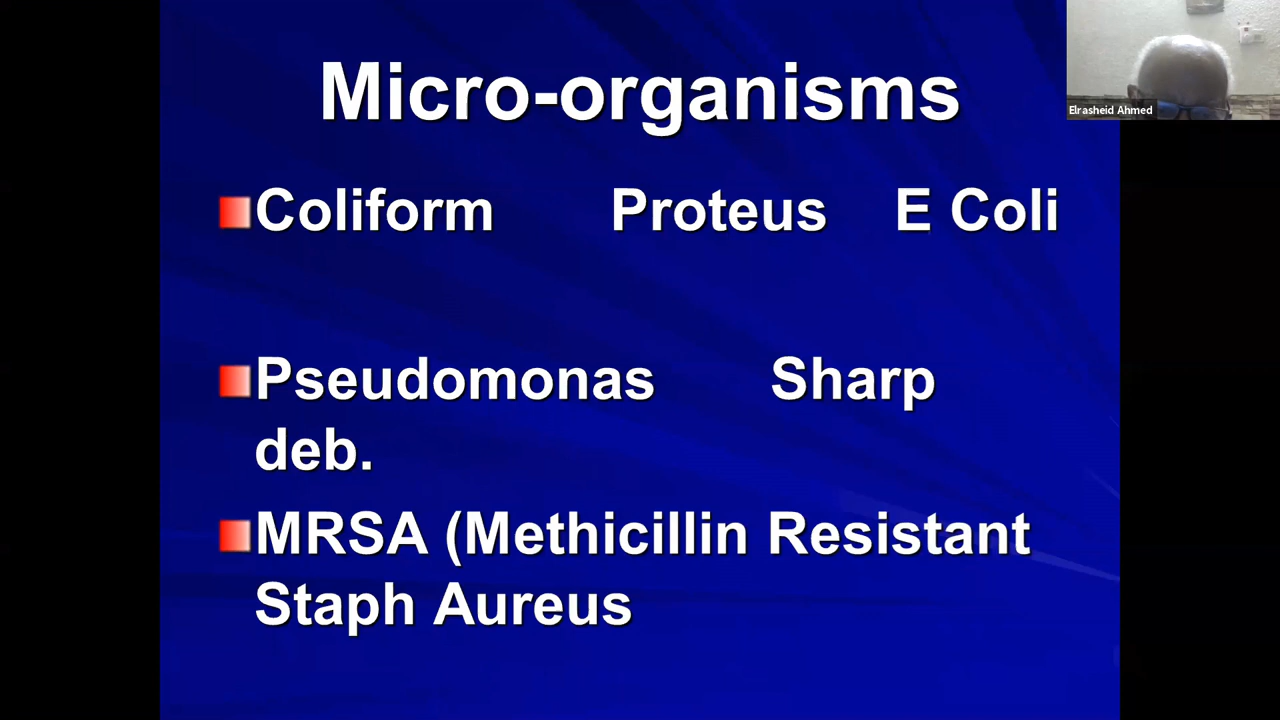 Micro-organisms
Elrasheid Ahmed
Coliform Proteus E Coli
Pseudomonas Sharp
deb.
MRSA (Methicillin Resistant
Staph Aureus